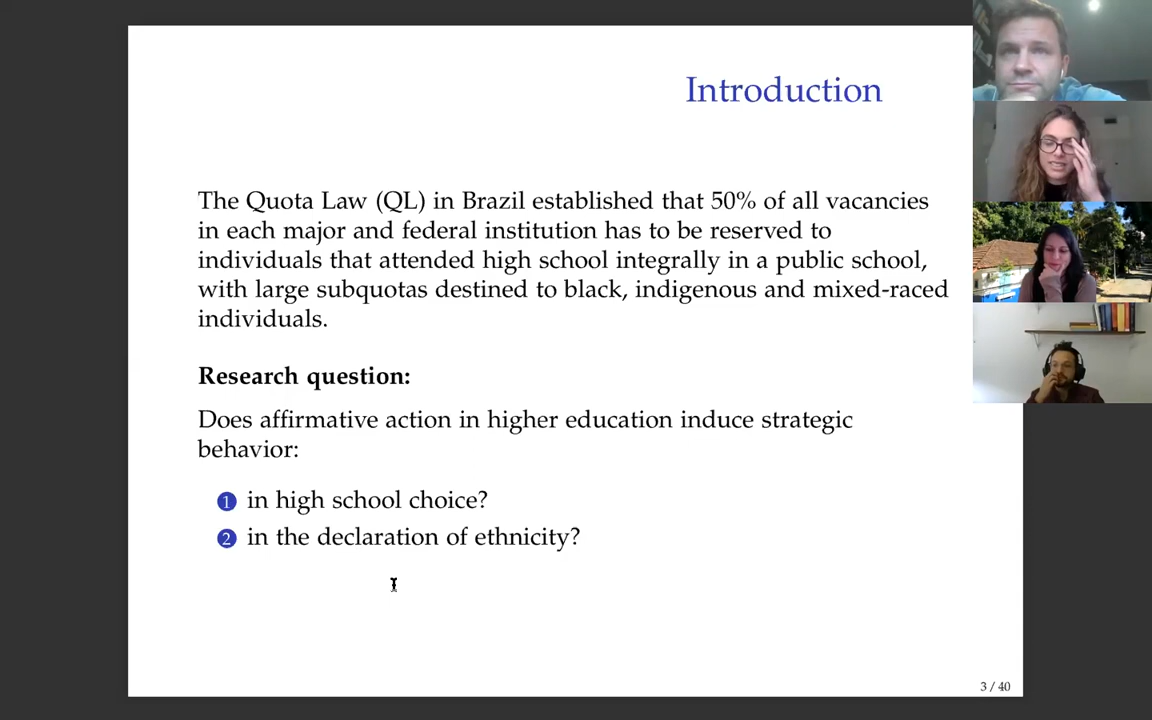 Introduction
The Quota Law (QL) in Brazil established that 50% of all vacancies
in each major and federal institution has to be reserved to
individuals that attended high school integrally in a public school,
with large subquotas destined to black, indigenous and mixed-raced
individuals.
Research question:
Does affirmative action in higher education induce strategic
behavior:
1 in high school choice?
2 in the declaration of ethnicity?
3 / 40